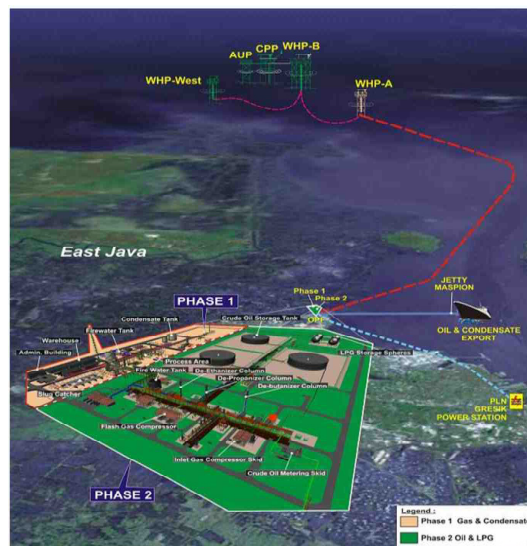 WHP-B
CPP
AUP
WHP-West
WHP-A
East Java
Phase 1
Phase 2
OPF
JETTY
MASPION
OIL & CONDENSATE
EXPORT
PHASE 1
Crude Oil Storage Tank
Condensate Tank
Firewater Tank
Warehouse
Admin. Building
LPG Storage Spheres
Process Area
Fire Water Tank
De-Ethanizer Column
De-Propanizer Column
De-butanizer Column
Slug Catcher
PLN
GRESIK
POWER STATION
Flash Gas Compressor
Inlet Gas Compressor Skid
Crude Oil Metering Skid
PHASE 2
Legend :
Phase 1 Gas & Condensate
Phase 2 Oil & LPG